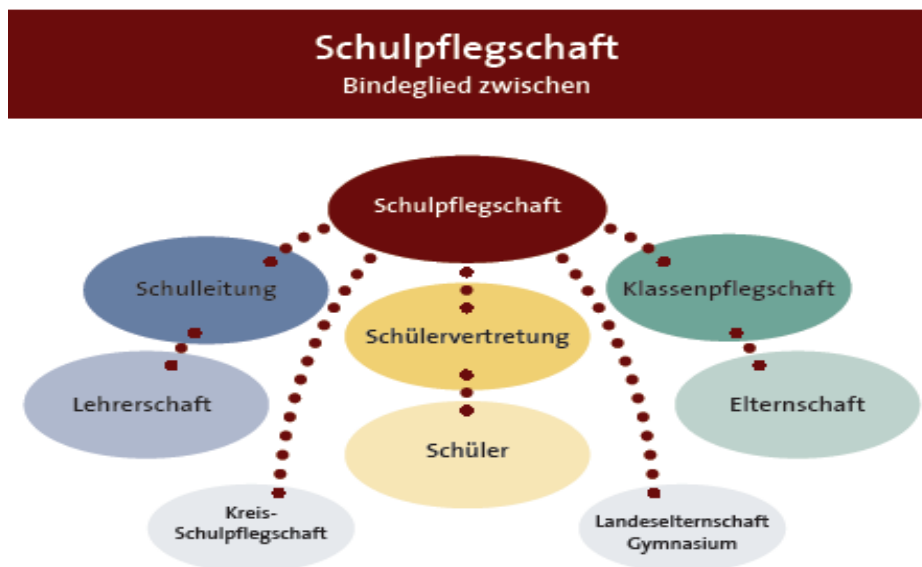 Schulpflegschaft
Bindeglied zwischen
Schulpflegschaft
Schulleitung
Klassenpflegschaft
Schülervertretung
Lehrerschaft
Elternschaft
Schüler
Kreis-
Schulpflegschaft
Landeselternschaft
Gymnasium